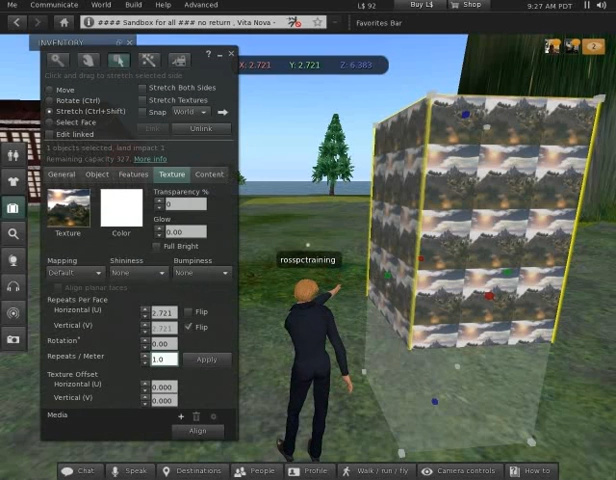 Me Communicate World Build Help L$ 92 Buy L$ Shop 9:27 AM PDT
#### Sandbox for all ### no return , Vita Nova - Favorites Bar
INVENTORY
X: 2.721 Y: 2.721 Z: 6.383
2
Click and drag to stretch selected side
Move
Rotate (Ctrl)
Stretch (Ctrl+Shift)
Select Face
Edit linked
Stretch Both Sides
Stretch Textures
Snap World
Link Unlink
1 objects selected, land impact 1
Remaining capacity 327. More info
General Object Features Texture Content
Texture
Color
Transparency %
0
Glow
0.00
Full Bright
Mapping Shininess Bumpiness
Default None None
Align planar faces
Repeats Per Face
Horizontal (U) 2.721 Flip
Vertical (V) 2.721 Flip
Rotation° 0.00
Repeats / Meter 1.0 Apply
Texture Offset
Horizontal (U) 0.000
Vertical (V) 0.000
Media
Align
rosspctraining
Chat Speak Destinations People Profile Walk / run / fly Camera controls How to